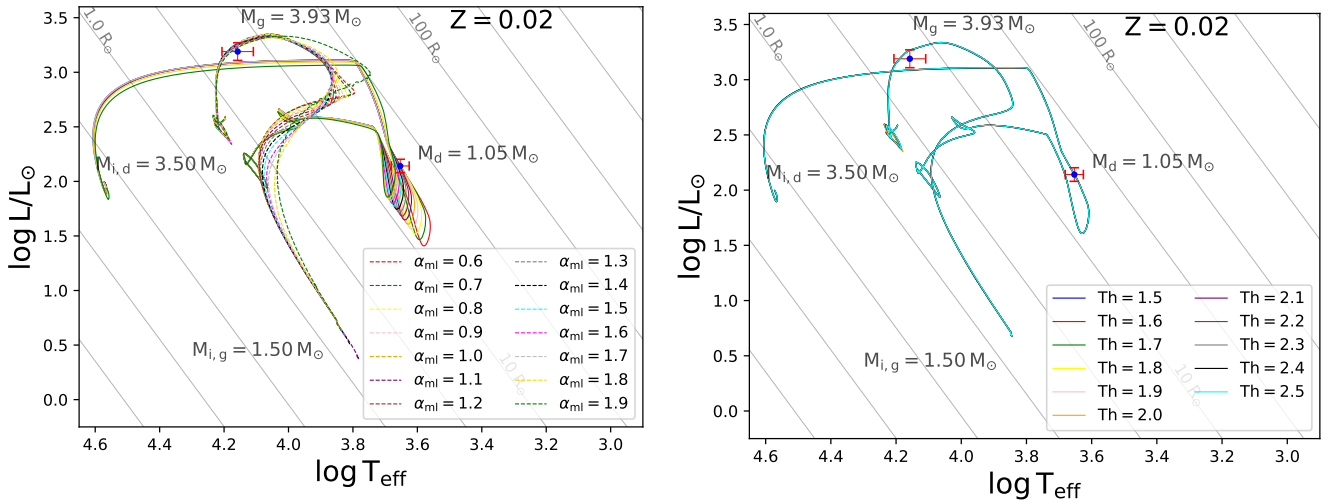 M_g = 3.93 M_⊙
Z = 0.02
1.0 R_⊙
100 R_⊙
M_{i,d} = 3.50 M_⊙
M_d = 1.05 M_⊙
M_{i,g} = 1.50 M_⊙
10 R_⊙
log L/L_⊙
3.5
3.0
2.5
2.0
1.5
1.0
0.5
0.0
α_ml = 0.6
α_ml = 0.7
α_ml = 0.8
α_ml = 0.9
α_ml = 1.0
α_ml = 1.1
α_ml = 1.2
α_ml = 1.3
α_ml = 1.4
α_ml = 1.5
α_ml = 1.6
α_ml = 1.7
α_ml = 1.8
α_ml = 1.9
4.6 4.4 4.2 4.0 3.8 3.6 3.4 3.2 3.0
log T_eff
M_g = 3.93 M_⊙
Z = 0.02
1.0 R_⊙
100 R_⊙
M_{i,d} = 3.50 M_⊙
M_d = 1.05 M_⊙
M_{i,g} = 1.50 M_⊙
10 R_⊙
log L/L_⊙
3.5
3.0
2.5
2.0
1.5
1.0
0.5
0.0
Th = 1.5
Th = 1.6
Th = 1.7
Th = 1.8
Th = 1.9
Th = 2.0
Th = 2.1
Th = 2.2
Th = 2.3
Th = 2.4
Th = 2.5
4.6 4.4 4.2 4.0 3.8 3.6 3.4 3.2 3.0
log T_eff